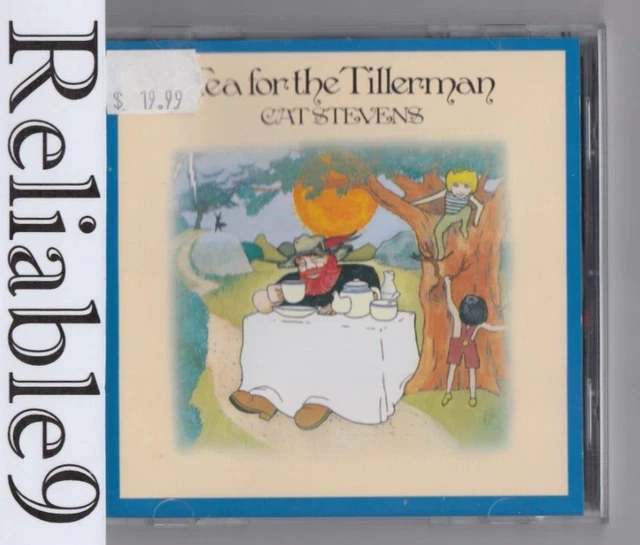 Reliable9
$ 19.99
Tea for the Tillerman
CAT STEVENS